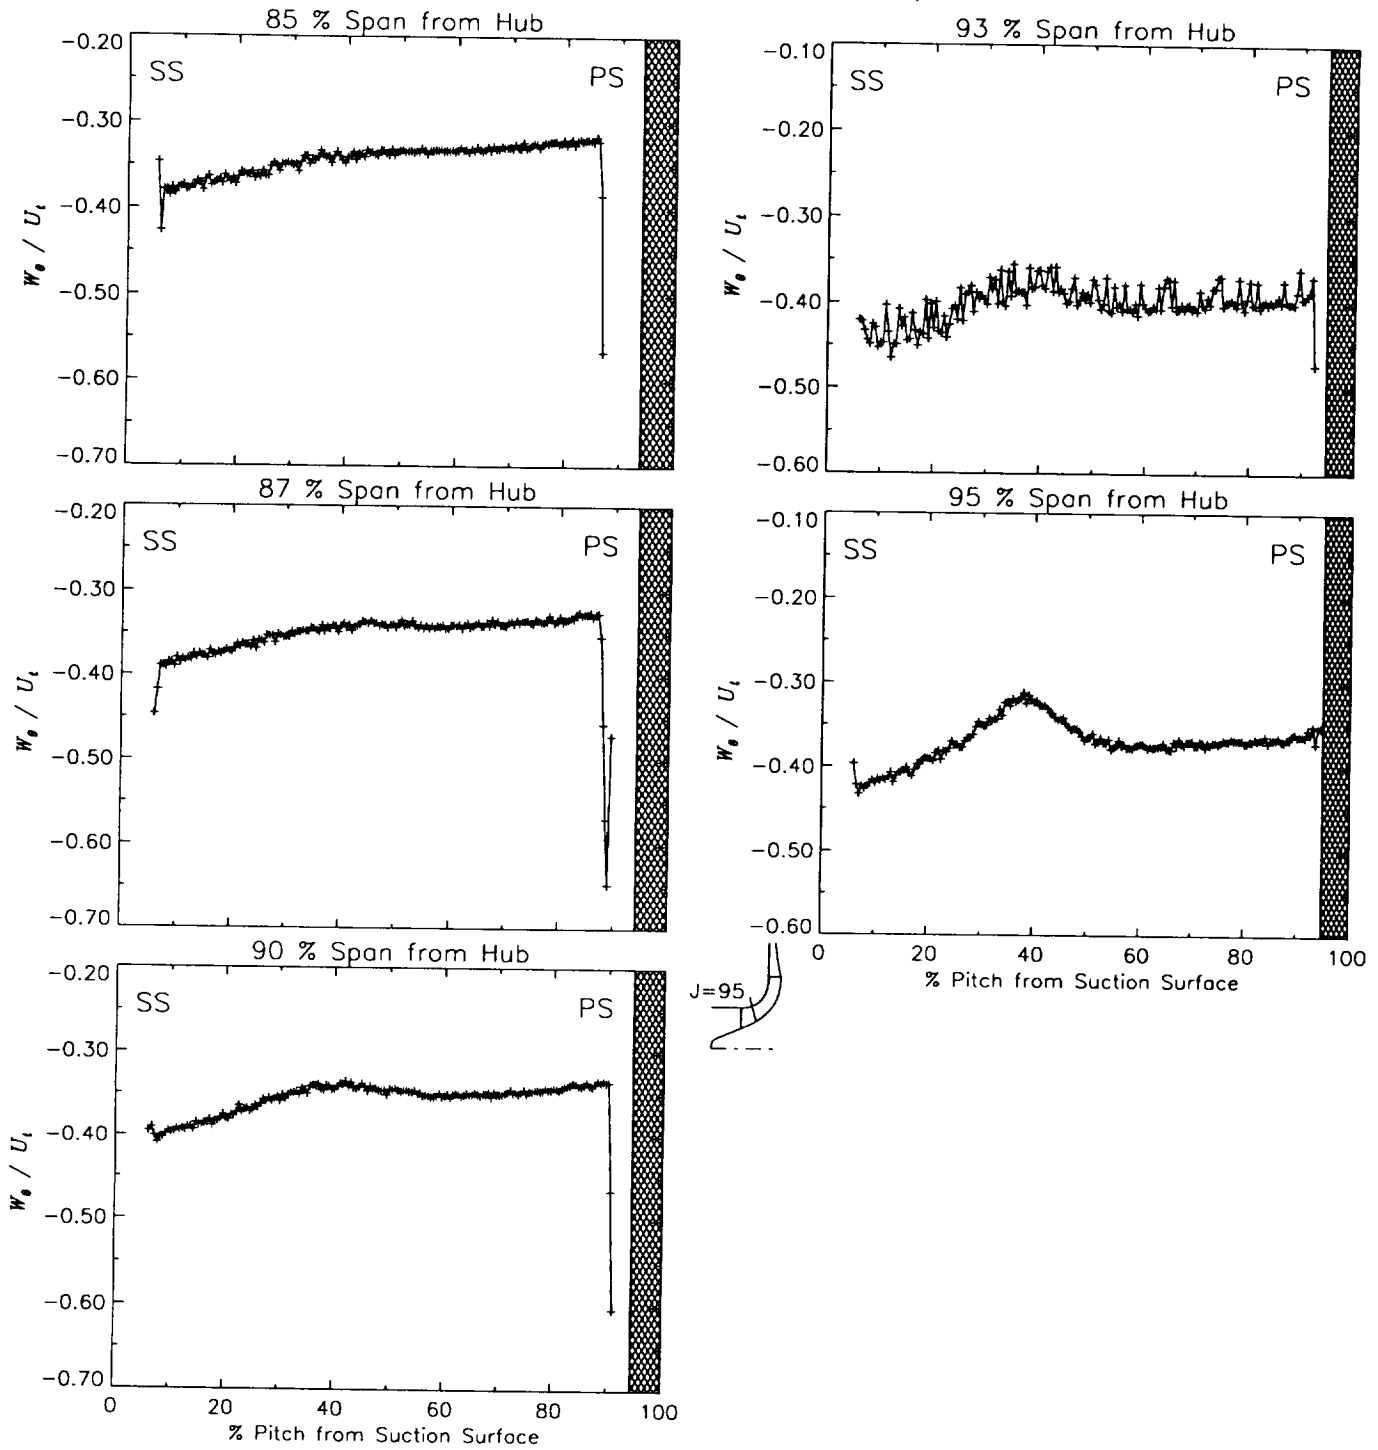 85 % Span from Hub
−0.20
−0.30
−0.40
−0.50
−0.60
−0.70
SS
PS
W_θ / U_t
87 % Span from Hub
−0.20
−0.30
−0.40
−0.50
−0.60
−0.70
SS
PS
W_θ / U_t
90 % Span from Hub
−0.20
−0.30
−0.40
−0.50
−0.60
−0.70
SS
PS
W_θ / U_t
0 20 40 60 80 100
% Pitch from Suction Surface
93 % Span from Hub
−0.10
−0.20
−0.30
−0.40
−0.50
−0.60
SS
PS
W_θ / U_t
95 % Span from Hub
−0.10
−0.20
−0.30
−0.40
−0.50
−0.60
SS
PS
W_θ / U_t
0 20 40 60 80 100
% Pitch from Suction Surface
J=95